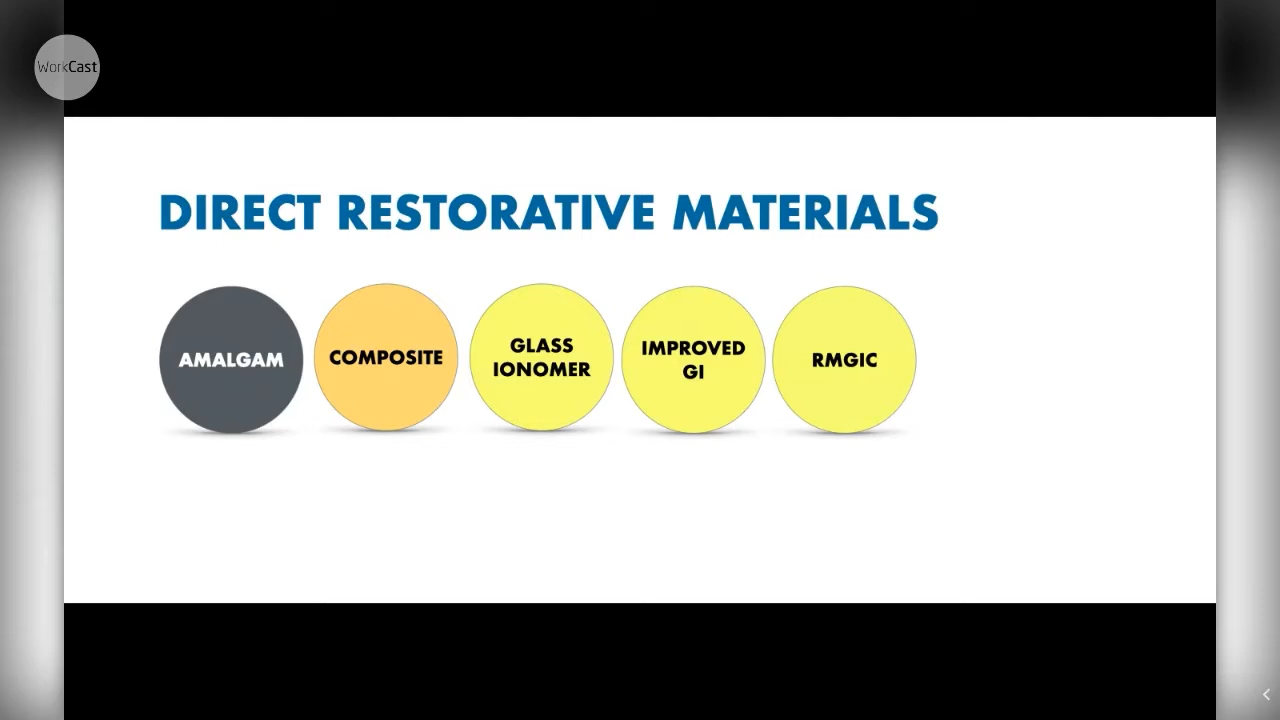 WorkCast
DIRECT RESTORATIVE MATERIALS
AMALGAM
COMPOSITE
GLASS
IONOMER
IMPROVED
GI
RMGIC